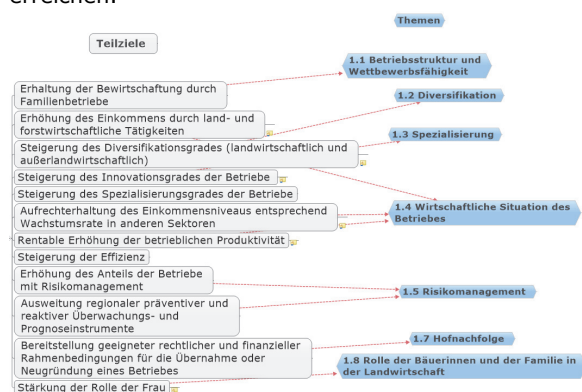 erreichen.
Themen
Teilziele
1.1 Betriebsstruktur und
Wettbewerbsfähigkeit
Erhaltung der Bewirtschaftung durch
Familienbetriebe
1.2 Diversifikation
Erhöhung des Einkommens durch land- und
forstwirtschaftliche Tätigkeiten
1.3 Spezialisierung
Steigerung des Diversifikationsgrades (landwirtschaftlich und
außerlandwirtschaftlich)
Steigerung des Innovationsgrades der Betriebe
Steigerung des Spezialisierungsgrades der Betriebe
1.4 Wirtschaftliche Situation des
Betriebes
Aufrechterhaltung des Einkommensniveaus entsprechend
Wachstumsrate in anderen Sektoren
Rentable Erhöhung der betrieblichen Produktivität
Steigerung der Effizienz
Erhöhung des Anteils der Betriebe
mit Risikomanagement
1.5 Risikomanagement
Ausweitung regionaler präventiver und
reaktiver Überwachungs- und
Prognoseinstrumente
1.7 Hofnachfolge
Bereitstellung geeigneter rechtlicher und finanzieller
Rahmenbedingungen für die Übernahme oder
Neugründung eines Betriebes
1.8 Rolle der Bäuerinnen und der Familie in
der Landwirtschaft
Stärkung der Rolle der Frau